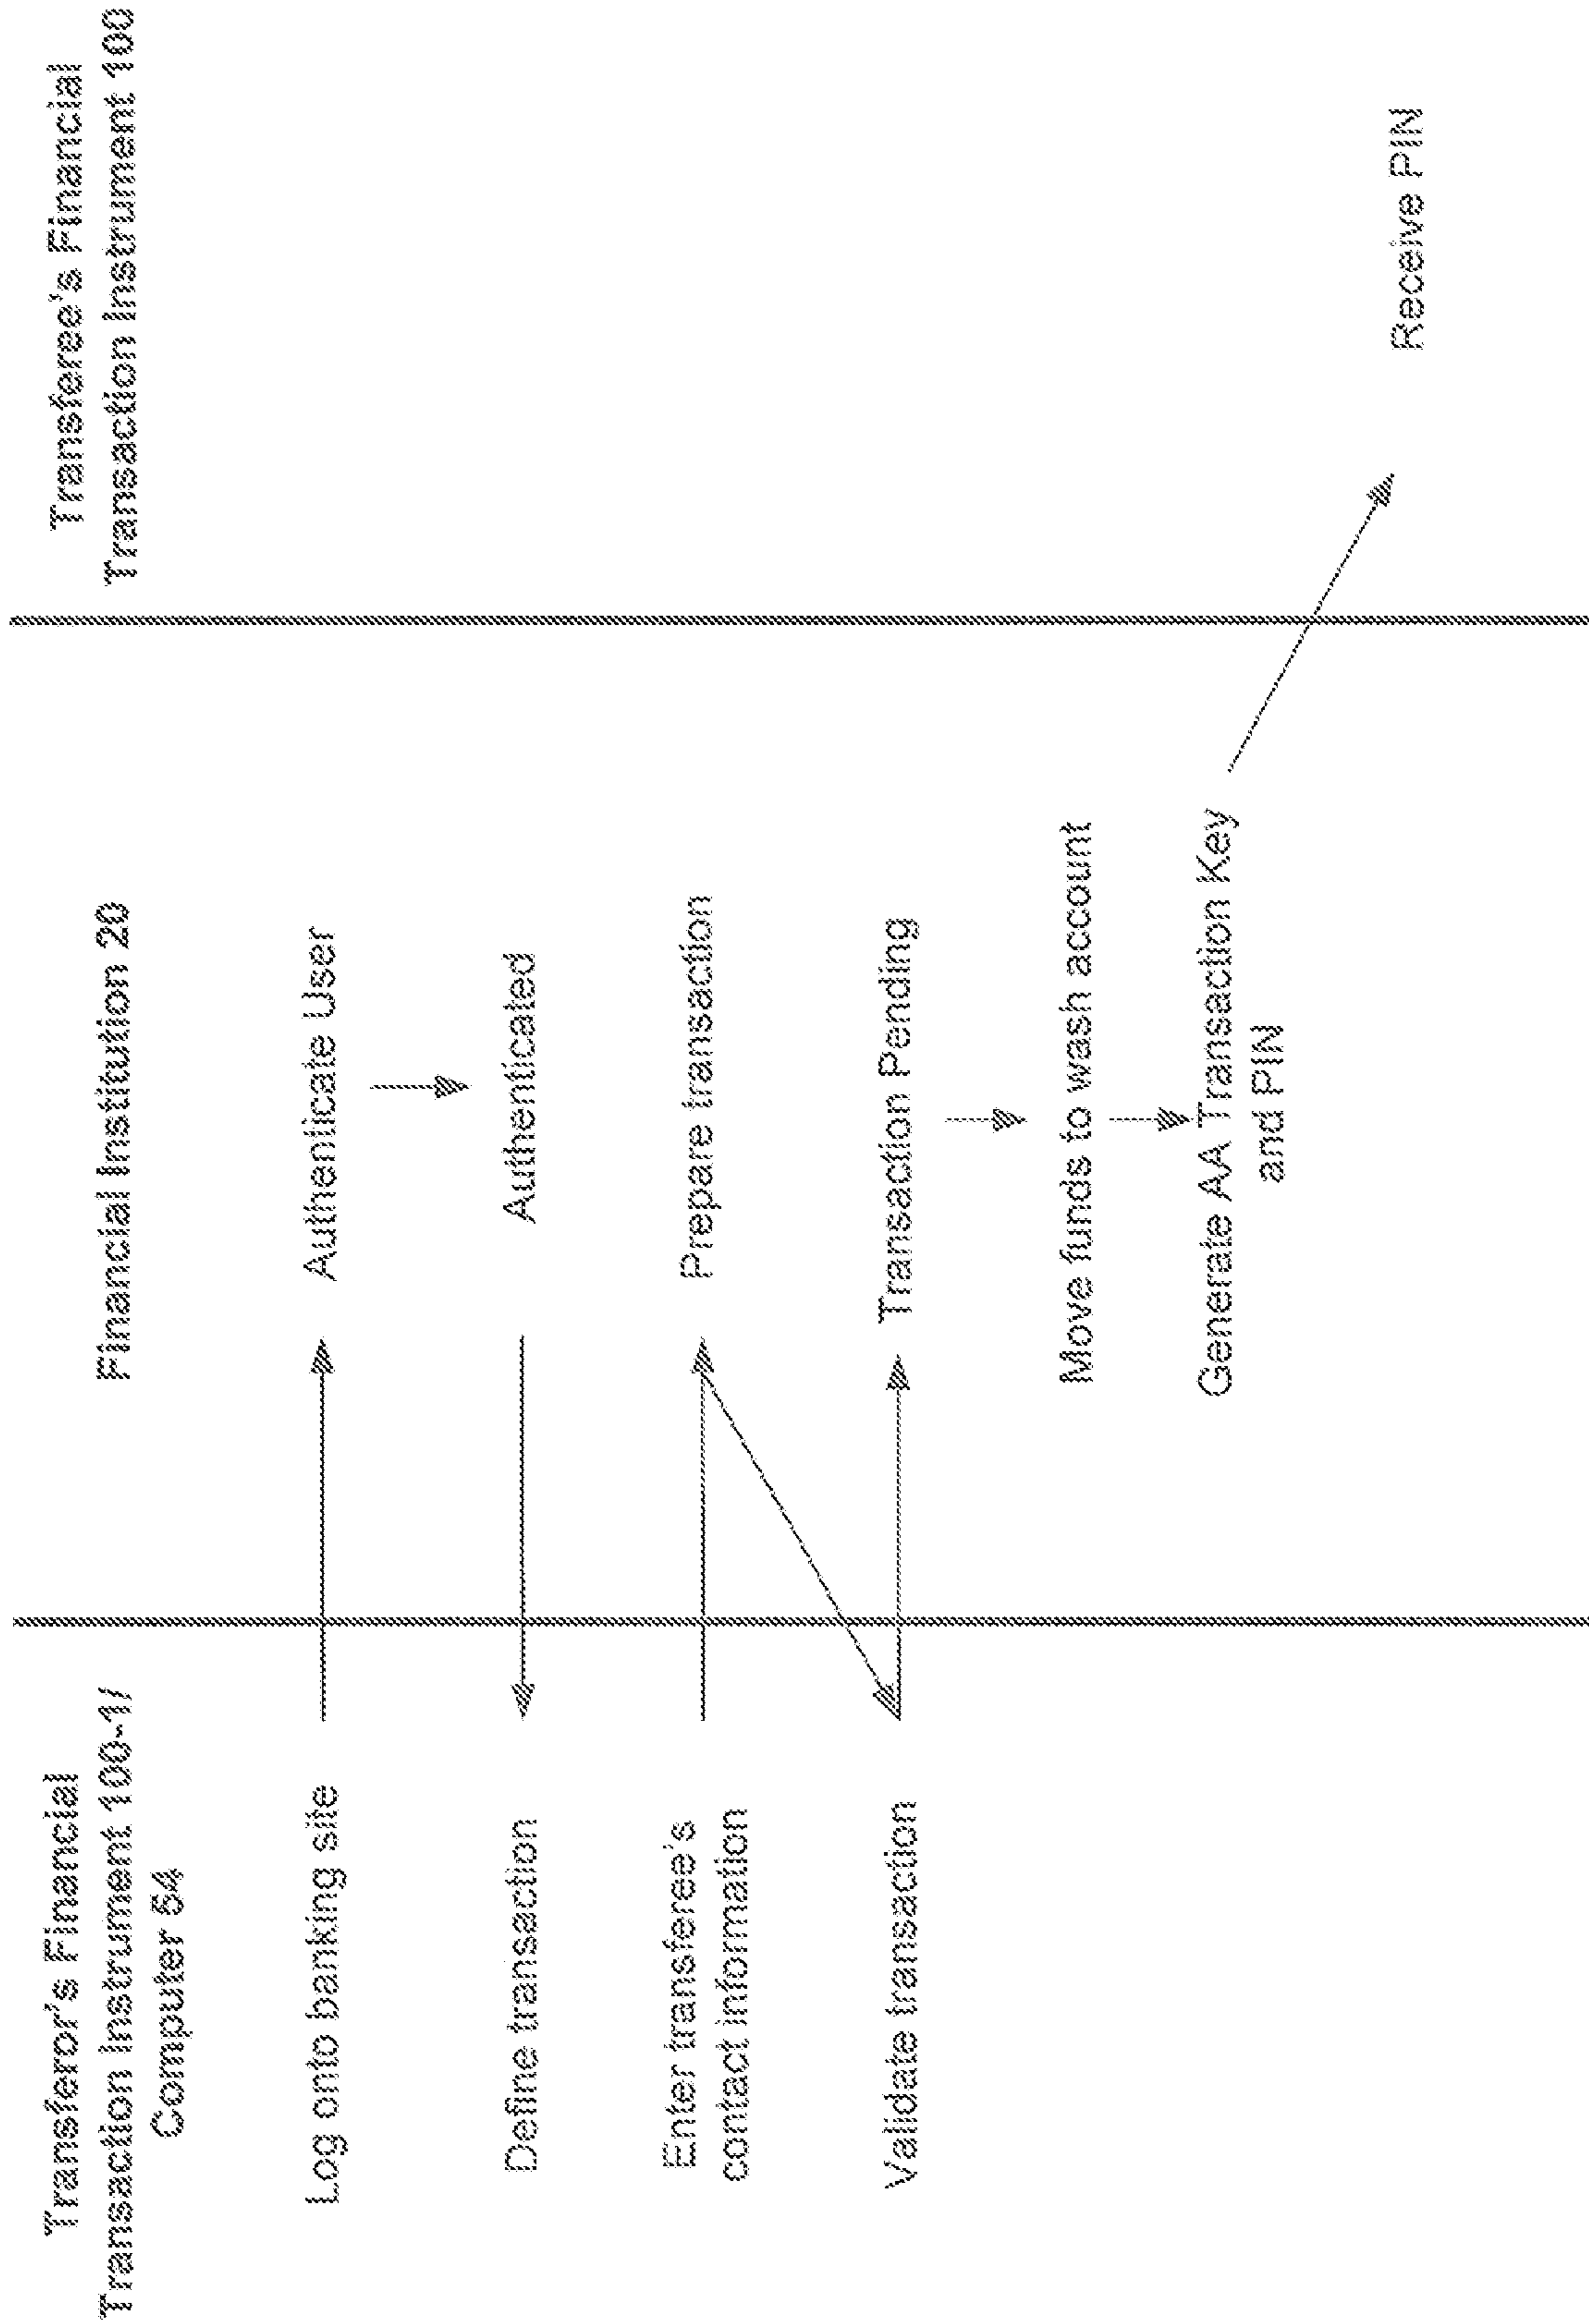 Transferor's Financial
Transaction Instrument 100-1/
Computer 54
Financial Institution 20
Transferee's Financial
Transaction Instrument 100
Log onto banking site
Authenticate User
Define transaction
Authenticated
Enter transferee's
contact information
Prepare transaction
Validate transaction
Transaction Pending
Move funds to wash account
Generate AA Transaction Key
and PIN
Receive PIN